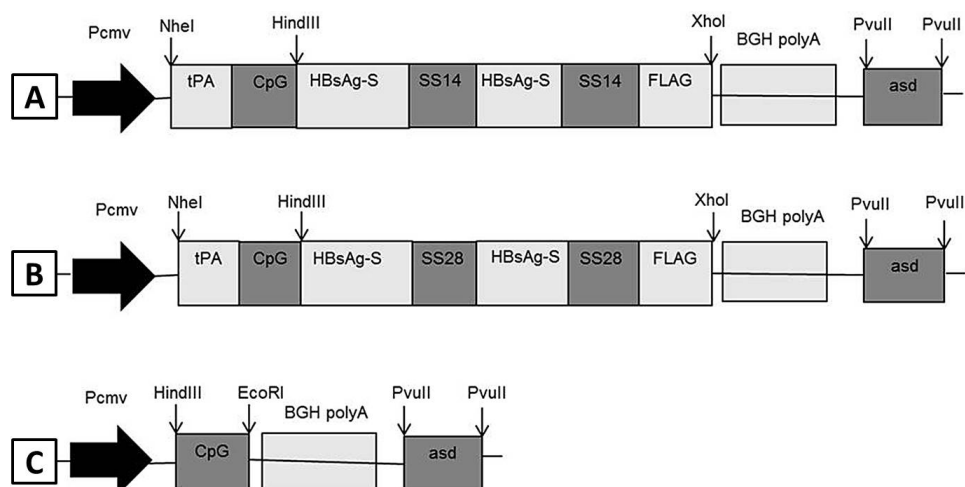 Pcmv NheI HindIII XhoI BGH polyA PvuII PvuII
A tPA CpG HBsAg-S SS14 HBsAg-S SS14 FLAG asd
Pcmv NheI HindIII XhoI BGH polyA PvuII PvuII
B tPA CpG HBsAg-S SS28 HBsAg-S SS28 FLAG asd
Pcmv HindIII EcoRI BGH polyA PvuII PvuII
C CpG asd